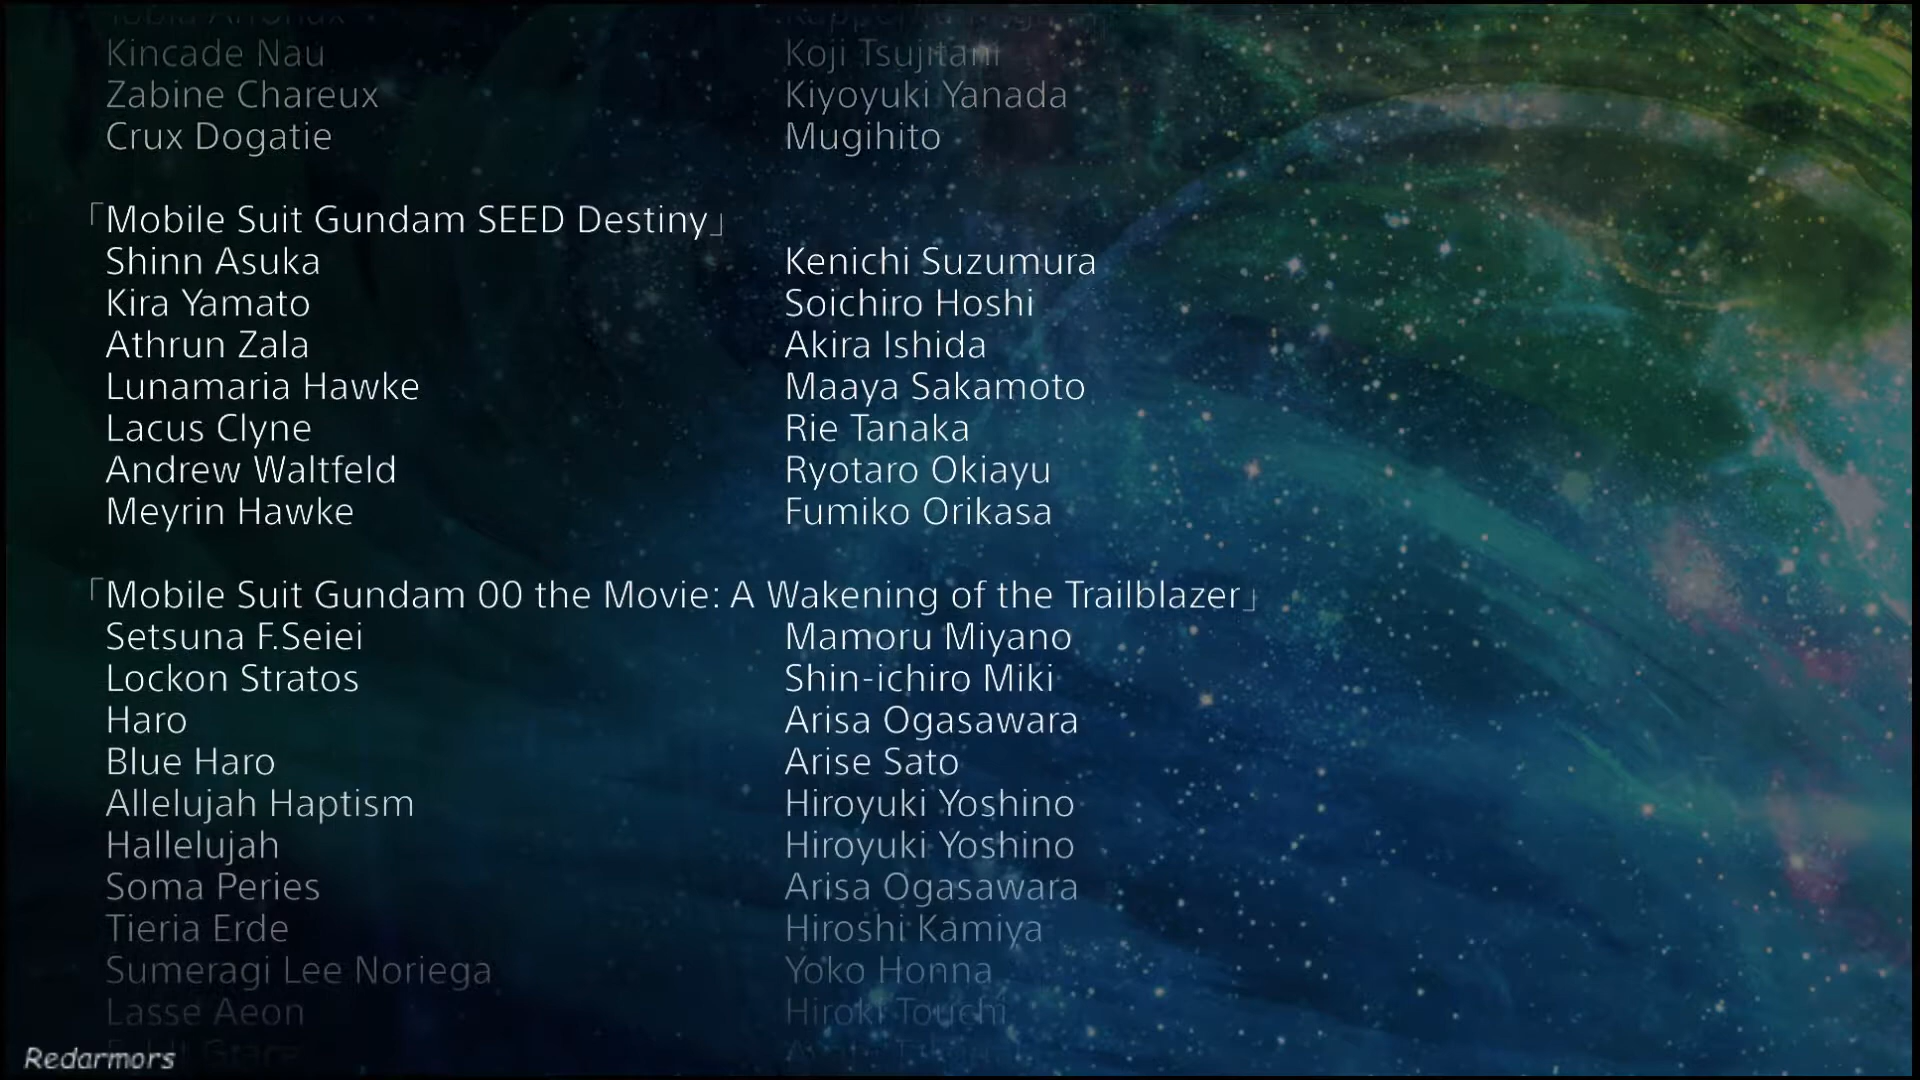 Kincade Nau Koji Tsujitani
Zabine Chareux Kiyoyuki Yanada
Crux Dogatie Mugihito
「Mobile Suit Gundam SEED Destiny」
Shinn Asuka Kenichi Suzumura
Kira Yamato Soichiro Hoshi
Athrun Zala Akira Ishida
Lunamaria Hawke Maaya Sakamoto
Lacus Clyne Rie Tanaka
Andrew Waltfeld Ryotaro Okiayu
Meyrin Hawke Fumiko Orikasa
「Mobile Suit Gundam 00 the Movie: A Wakening of the Trailblazer」
Setsuna F.Seiei Mamoru Miyano
Lockon Stratos Shin-ichiro Miki
Haro Arisa Ogasawara
Blue Haro Arise Sato
Allelujah Haptism Hiroyuki Yoshino
Hallelujah Hiroyuki Yoshino
Soma Peries Arisa Ogasawara
Tieria Erde Hiroshi Kamiya
Sumeragi Lee Noriega Yoko Honna
Lasse Aeon Hiroki Touchi
Redarmors